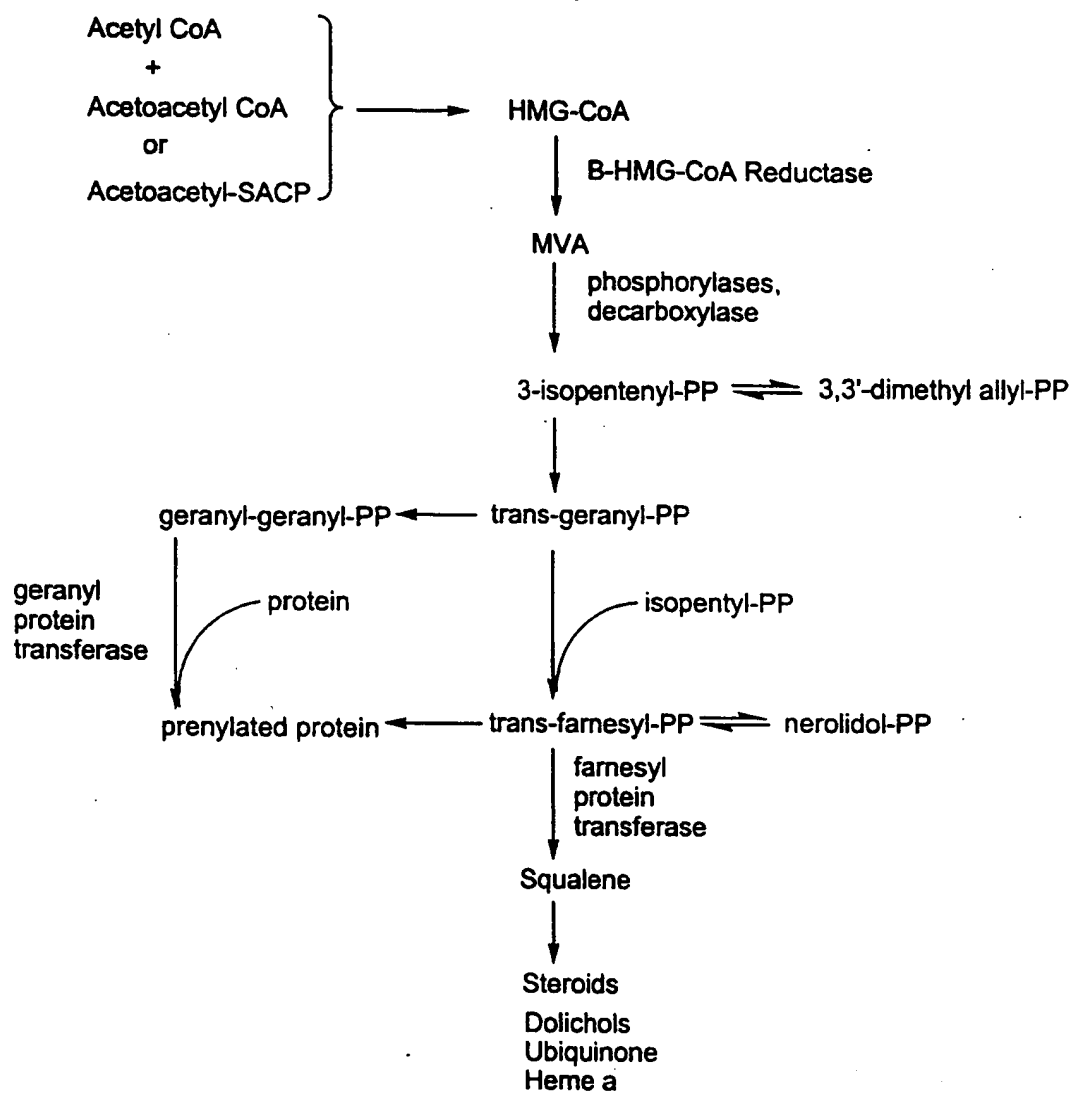 Acetyl CoA
+
Acetoacetyl CoA
or
Acetoacetyl-SACP
HMG-CoA
B-HMG-CoA Reductase
MVA
phosphorylases,
decarboxylase
3-isopentenyl-PP
3,3'-dimethyl allyl-PP
geranyl-geranyl-PP
trans-geranyl-PP
geranyl
protein
transferase
protein
isopentyl-PP
prenylated protein
trans-farnesyl-PP
nerolidol-PP
farnesyl
protein
transferase
Squalene
Steroids
Dolichols
Ubiquinone
Heme a